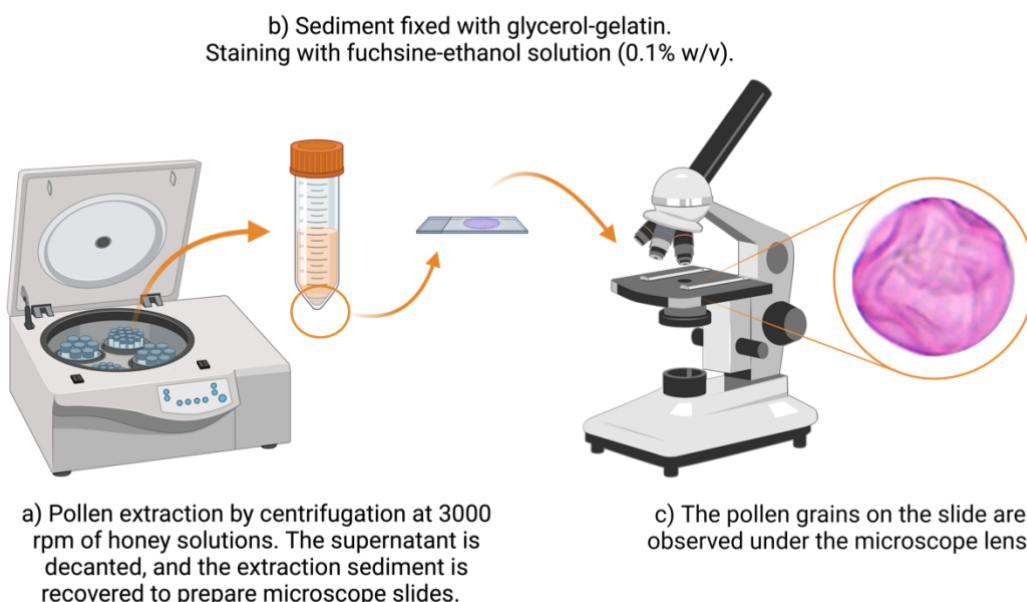 b) Sediment fixed with glycerol-gelatin.
Staining with fuchsine-ethanol solution (0.1% w/v).
a) Pollen extraction by centrifugation at 3000
rpm of honey solutions. The supernatant is
decanted, and the extraction sediment is
recovered to prepare microscope slides.
c) The pollen grains on the slide are
observed under the microscope lens